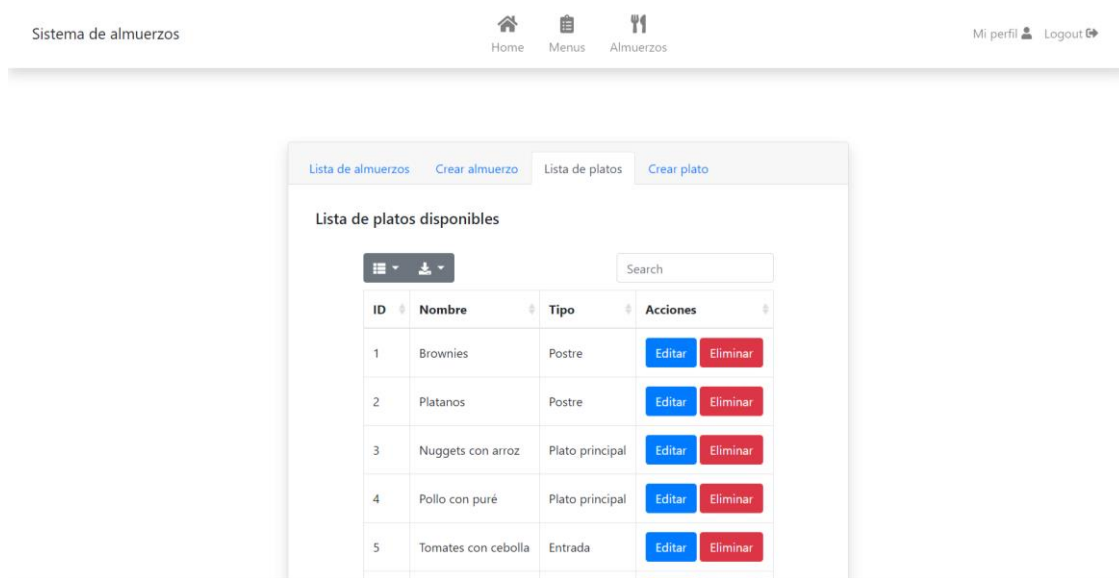 Sistema de almuerzos
Home Menus Almuerzos
Mi perfil Logout
Lista de almuerzos Crear almuerzo Lista de platos Crear plato
Lista de platos disponibles
Search
ID Nombre Tipo Acciones
1 Brownies Postre Editar Eliminar
2 Platanos Postre Editar Eliminar
3 Nuggets con arroz Plato principal Editar Eliminar
4 Pollo con puré Plato principal Editar Eliminar
5 Tomates con cebolla Entrada Editar Eliminar